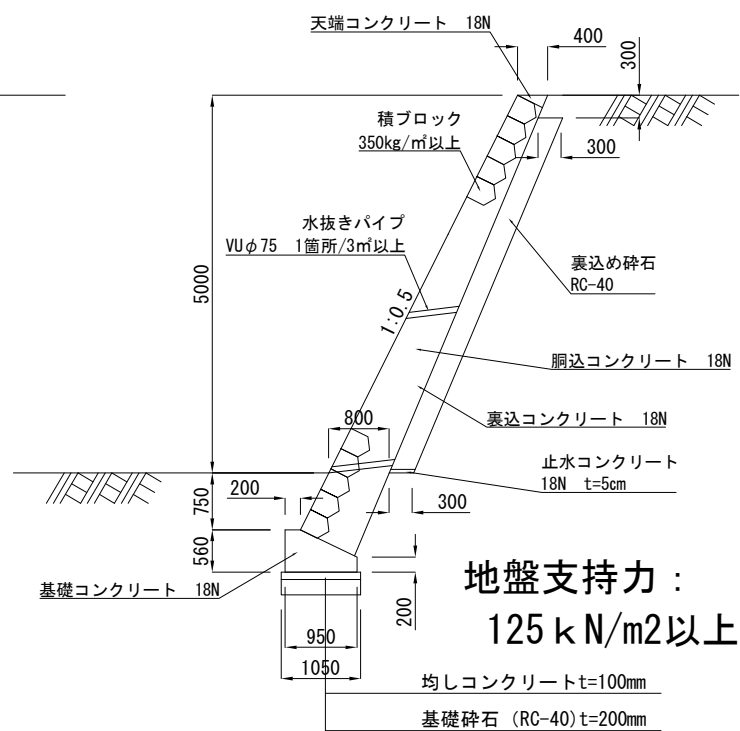 天端コンクリート 18N
400
300
積ブロック
350kg/㎡以上
300
水抜きパイプ
VUφ75 1箇所/3㎡以上
裏込め砕石
RC-40
5000
1:0.5
胴込コンクリート 18N
800
裏込コンクリート 18N
止水コンクリート
18N t=5cm
200
300
750
560
基礎コンクリート 18N
200
地盤支持力:
125kN/m2以上
950
1050
均しコンクリートt=100mm
基礎砕石 (RC-40)t=200mm